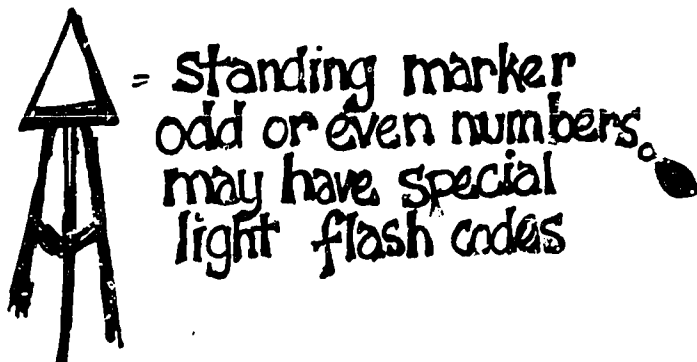 = standing marker
odd or even numbers.
may have special
light flash codes